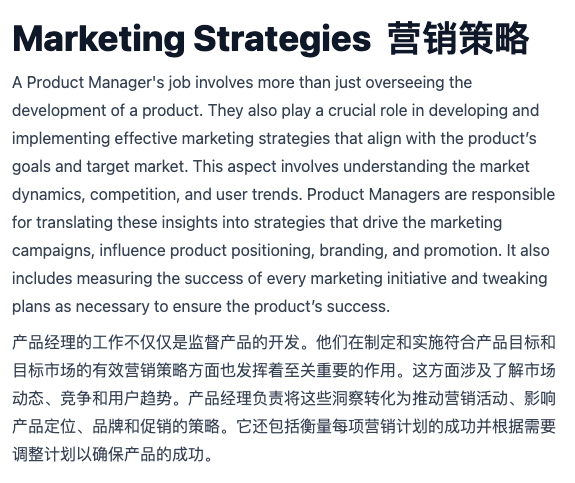 Marketing Strategies 营销策略
A Product Manager's job involves more than just overseeing the
development of a product. They also play a crucial role in developing and
implementing effective marketing strategies that align with the product’s
goals and target market. This aspect involves understanding the market
dynamics, competition, and user trends. Product Managers are responsible
for translating these insights into strategies that drive the marketing
campaigns, influence product positioning, branding, and promotion. It also
includes measuring the success of every marketing initiative and tweaking
plans as necessary to ensure the product’s success.
产品经理的工作不仅仅是监督产品的开发。他们在制定和实施符合产品目标和
目标市场的有效营销策略方面也发挥着至关重要的作用。这方面涉及了解市场
动态、竞争和用户趋势。产品经理负责将这些洞察转化为推动营销活动、影响
产品定位、品牌和促销的策略。它还包括衡量每项营销计划的成功并根据需要
调整计划以确保产品的成功。